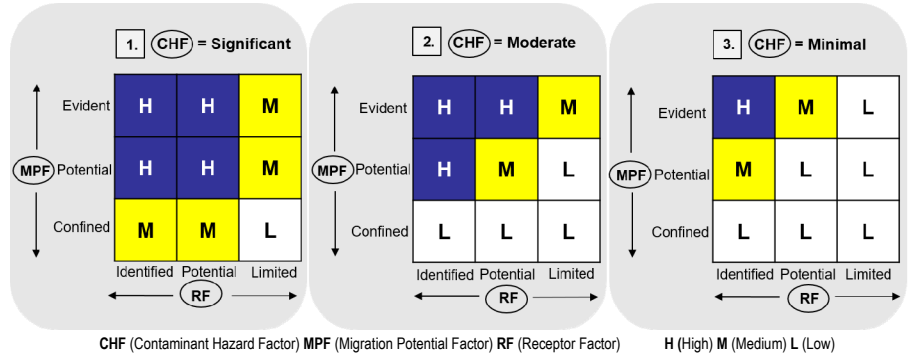 1. CHF = Significant
Evident H H M
MPF Potential H H M
Confined M M L
Identified Potential Limited
RF
2. CHF = Moderate
Evident H H M
MPF Potential H M L
Confined L L L
Identified Potential Limited
RF
3. CHF = Minimal
Evident H M L
MPF Potential M L L
Confined L L L
Identified Potential Limited
RF
CHF (Contaminant Hazard Factor) MPF (Migration Potential Factor) RF (Receptor Factor) H (High) M (Medium) L (Low)